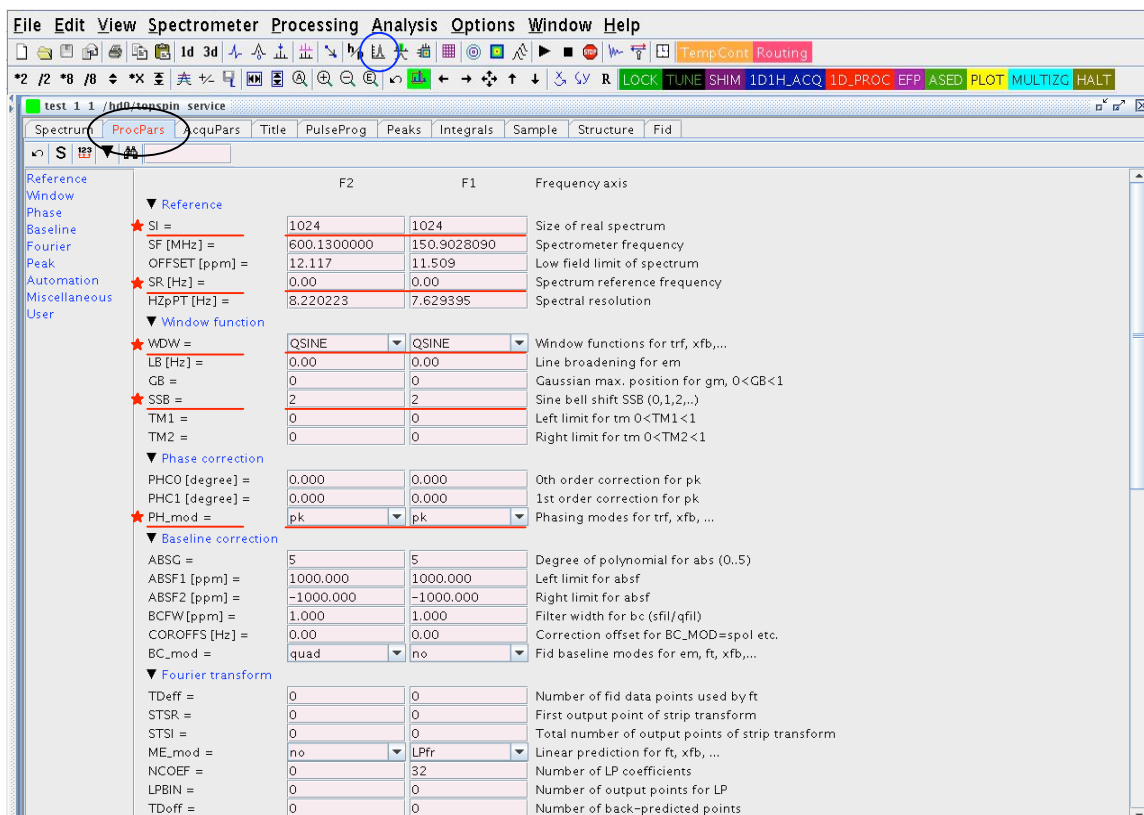 File Edit View Spectrometer Processing Analysis Options Window Help
1d 3d TempCont Routing
*2 /2 *8 /8 *X R LOCK TUNE SHIM 1D1H_ACQ 1D_PROC EFP ASED PLOT MULTIZG HALT
test 1 1 /hd0/topspin service
Spectrum ProcPars AcquPars Title PulseProg Peaks Integrals Sample Structure Fid
S 123
Reference
Window
Phase
Baseline
Fourier
Peak
Automation
Miscellaneous
User
F2 F1 Frequency axis
▼ Reference
SI = 1024 1024 Size of real spectrum
SF [MHz] = 600.1300000 150.9028090 Spectrometer frequency
OFFSET [ppm] = 12.117 11.509 Low field limit of spectrum
SR [Hz] = 0.00 0.00 Spectrum reference frequency
HZpPT [Hz] = 8.220223 7.629395 Spectral resolution
▼ Window function
WDW = QSINE QSINE Window functions for trf, xfb,...
LB [Hz] = 0.00 0.00 Line broadening for em
GB = 0 0 Gaussian max. position for gm, 0<GB<1
SSB = 2 2 Sine bell shift SSB (0,1,2,..)
TM1 = 0 0 Left limit for tm 0<TM1<1
TM2 = 0 0 Right limit for tm 0<TM2<1
▼ Phase correction
PHC0 [degree] = 0.000 0.000 0th order correction for pk
PHC1 [degree] = 0.000 0.000 1st order correction for pk
PH_mod = pk pk Phasing modes for trf, xfb, ...
▼ Baseline correction
ABSG = 5 5 Degree of polynomial for abs (0..5)
ABSF1 [ppm] = 1000.000 1000.000 Left limit for absf
ABSF2 [ppm] = -1000.000 -1000.000 Right limit for absf
BCFW [ppm] = 1.000 1.000 Filter width for bc (sfil/qfil)
COROFFS [Hz] = 0.00 0.00 Correction offset for BC_MOD=spol etc.
BC_mod = quad no Fid baseline modes for em, ft, xfb,...
▼ Fourier transform
TDeff = 0 0 Number of fid data points used by ft
STSR = 0 0 First output point of strip transform
STSI = 0 0 Total number of output points of strip transform
ME_mod = no LPfr Linear prediction for ft, xfb, ...
NCOEF = 0 32 Number of LP coefficients
LPBIN = 0 0 Number of output points for LP
TDoff = 0 0 Number of back-predicted points